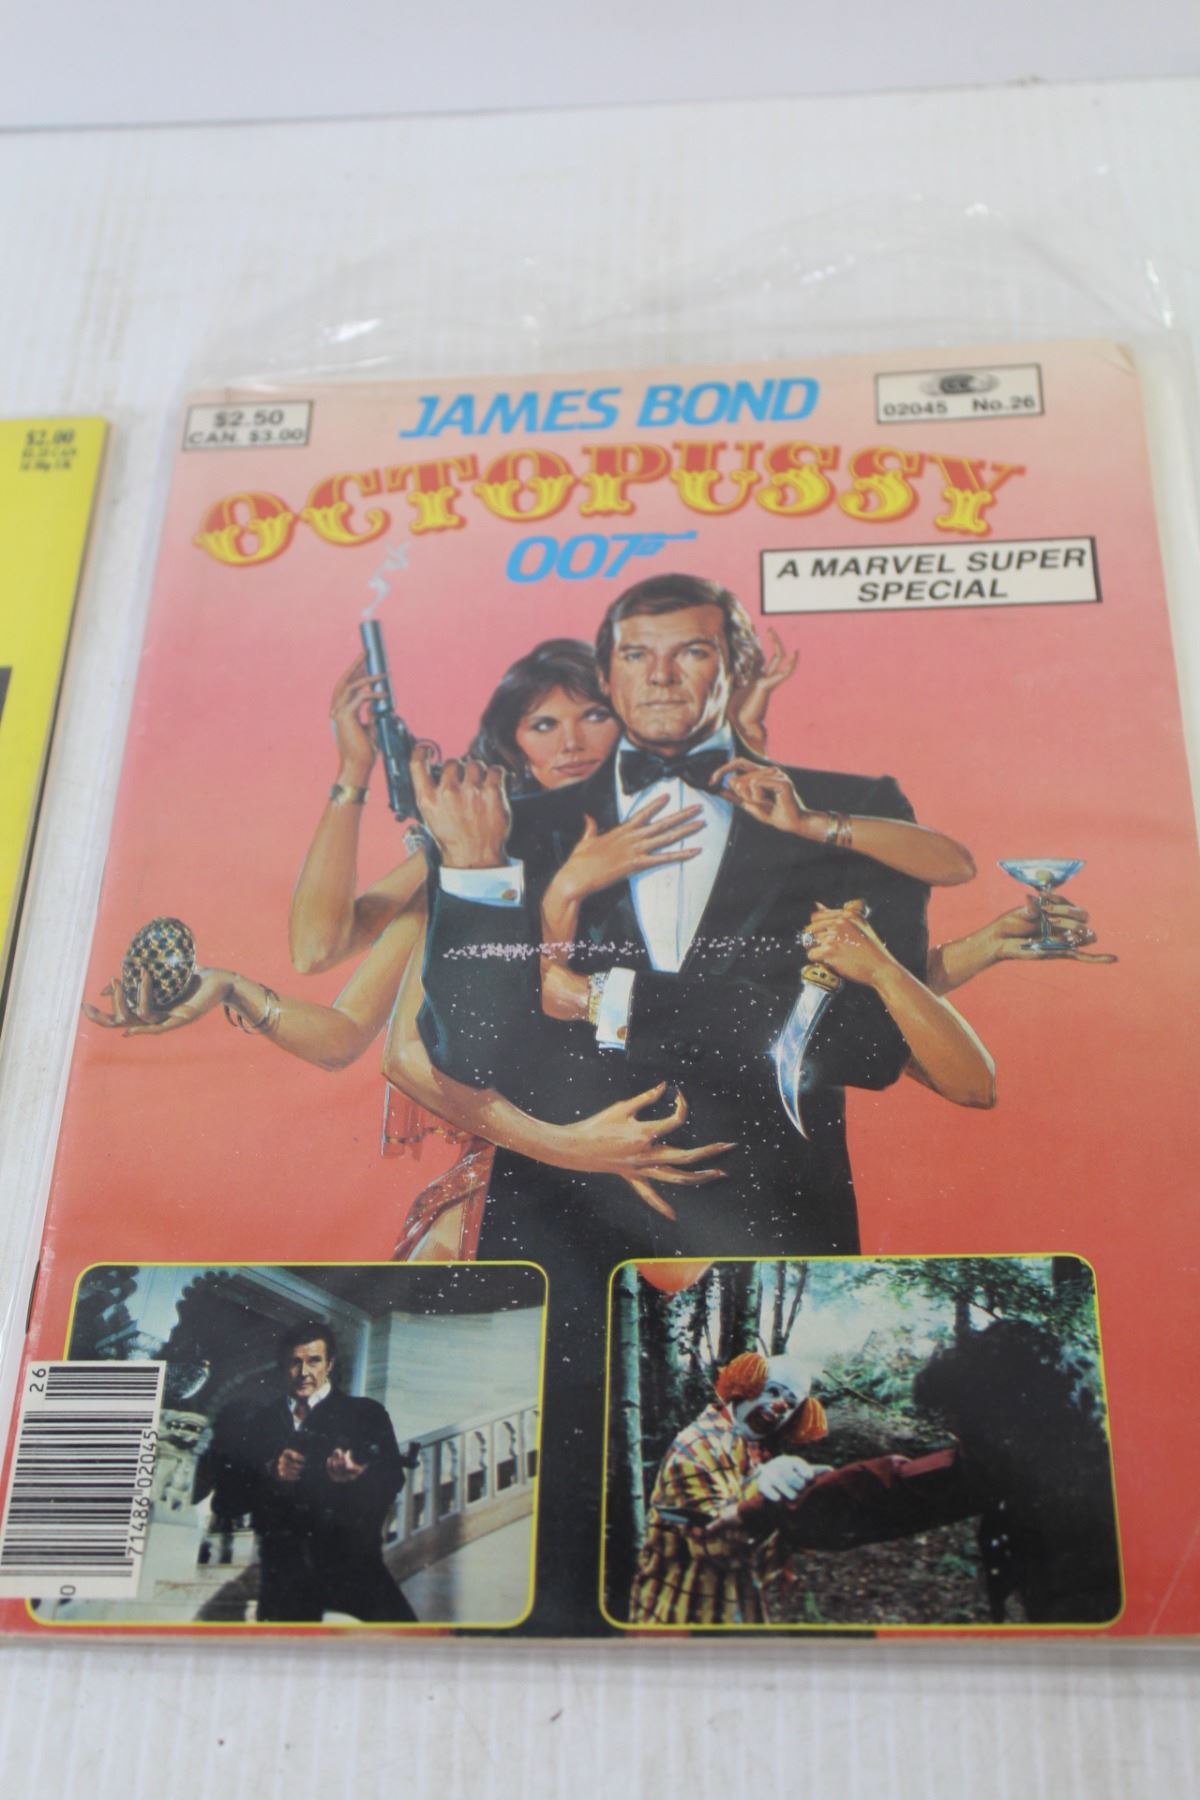 $2.00
$2.50
CAN. $3.00
JAMES BOND
02045 No.26
OCTOPUSSY
007
A MARVEL SUPER
SPECIAL
26
71486 02045
0